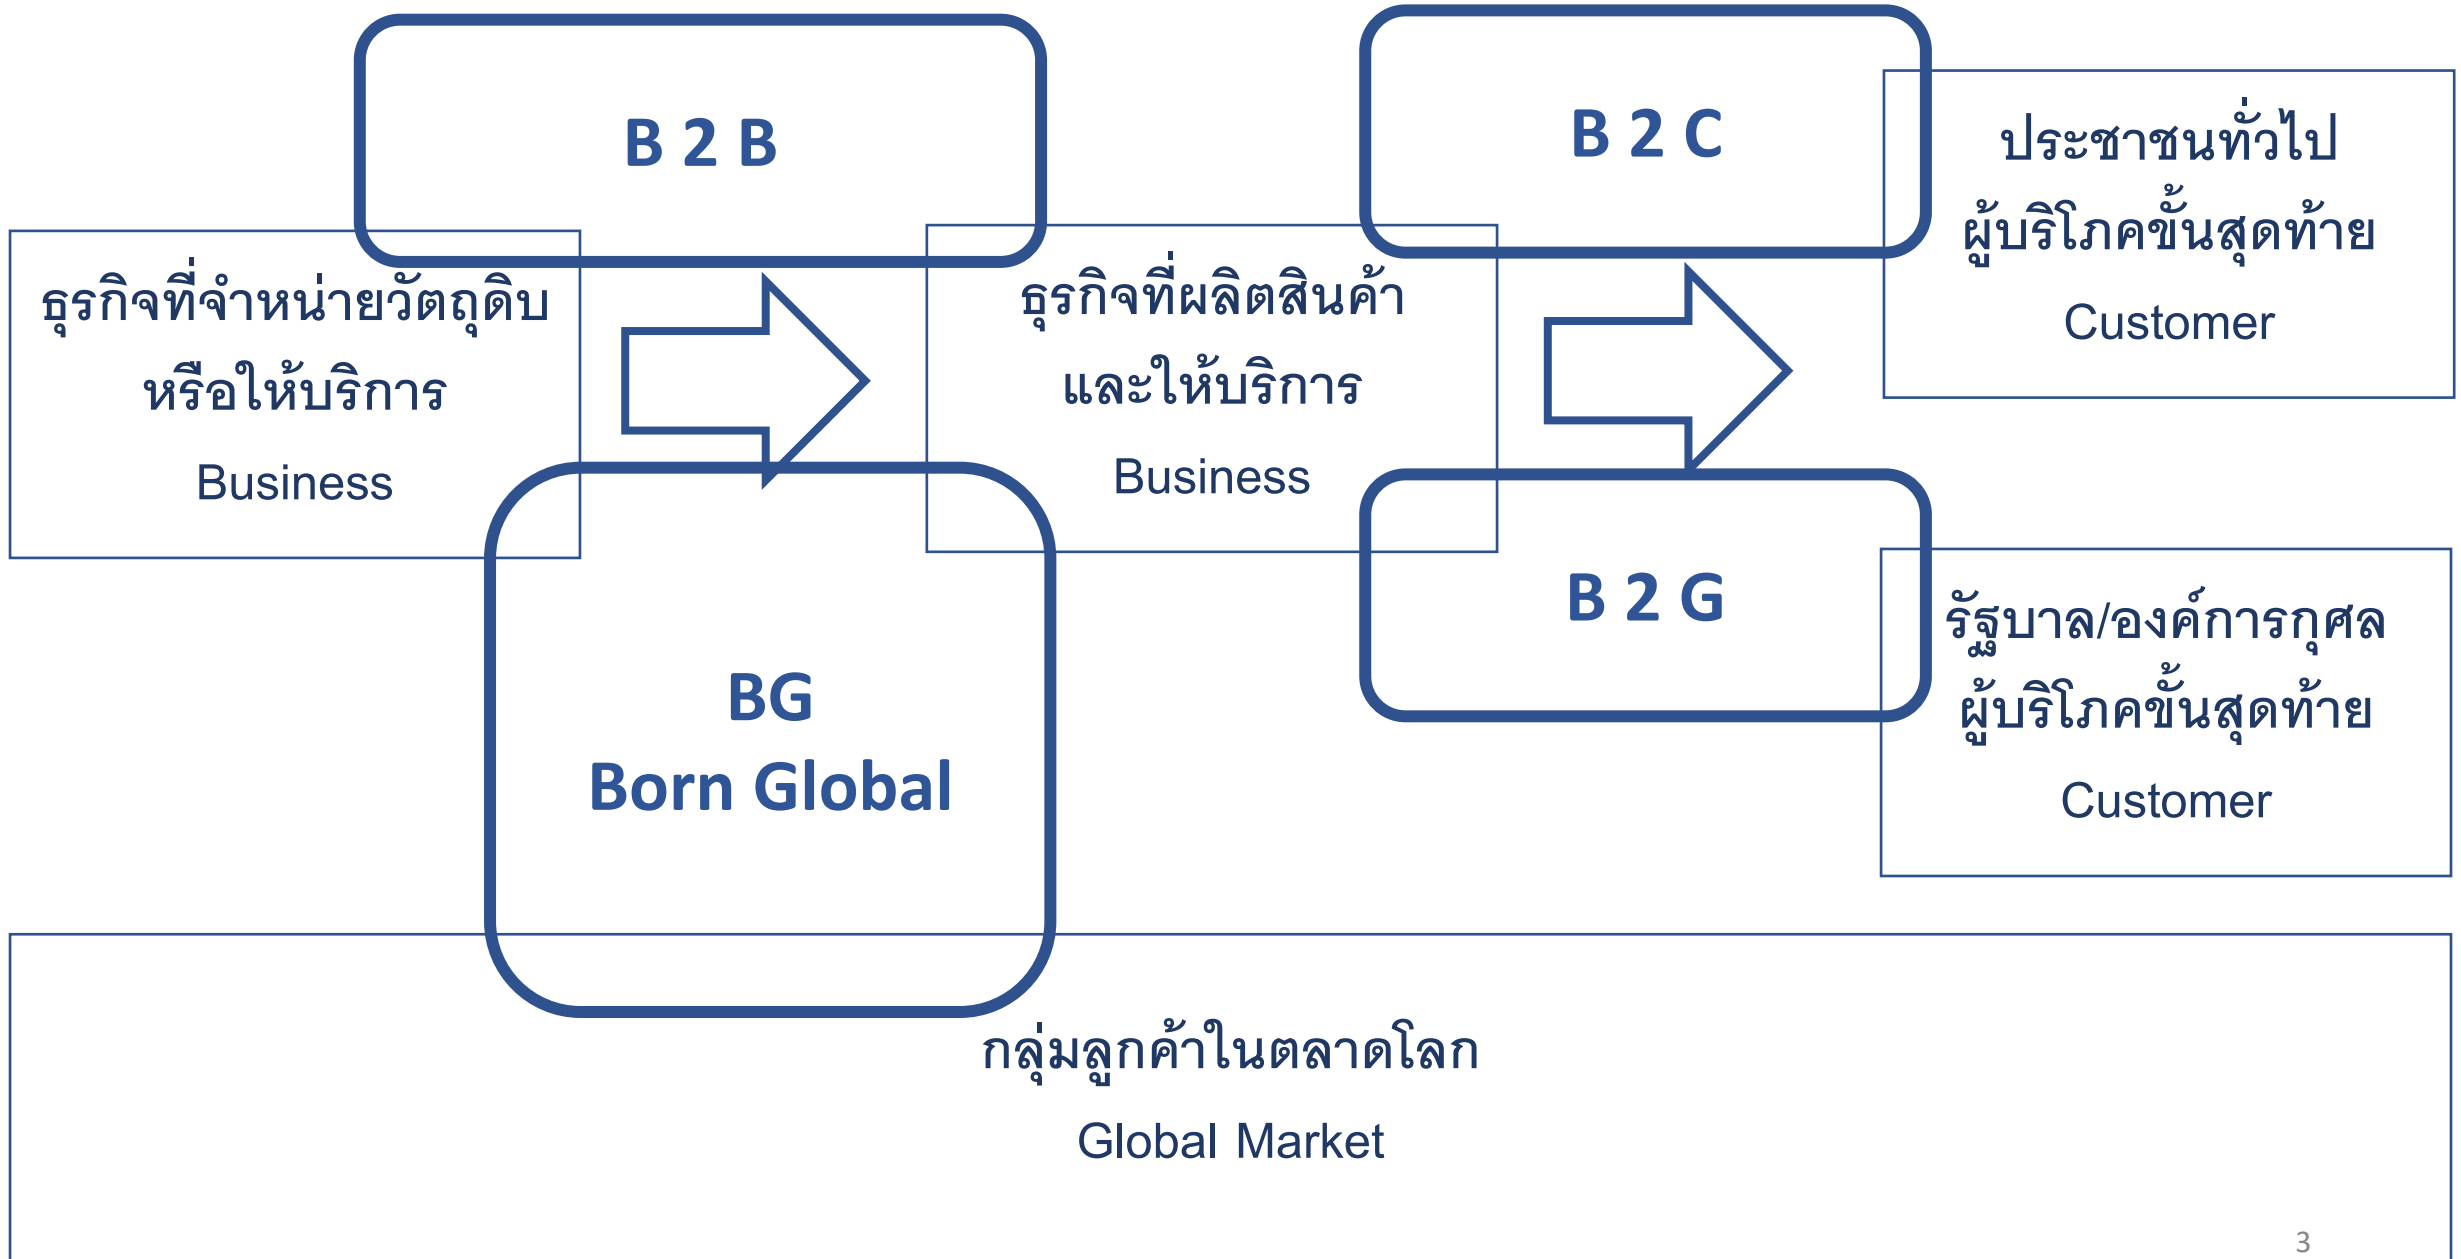 B 2 B
B 2 C
ประชาชนทั่วไป
ผู้บริโภคขั้นสุดท้าย
Customer
ธุรกิจที่จำหน่ายวัตถุดิบ
หรือให้บริการ
Business
ธุรกิจที่ผลิตสินค้า
และให้บริการ
Business
B 2 G
รัฐบาล/องค์การกุศล
ผู้บริโภคขั้นสุดท้าย
Customer
BG
Born Global
กลุ่มลูกค้าในตลาดโลก
Global Market
3